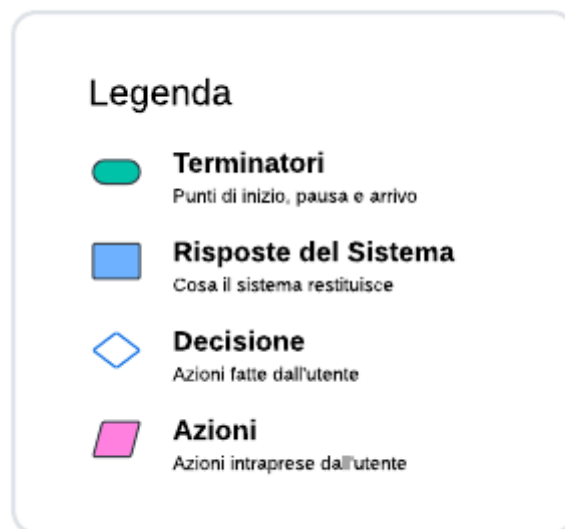 Legenda
Terminatori
Punti di inizio, pausa e arrivo
Risposte del Sistema
Cosa il sistema restituisce
Decisione
Azioni fatte dall'utente
Azioni
Azioni intraprese dall'utente